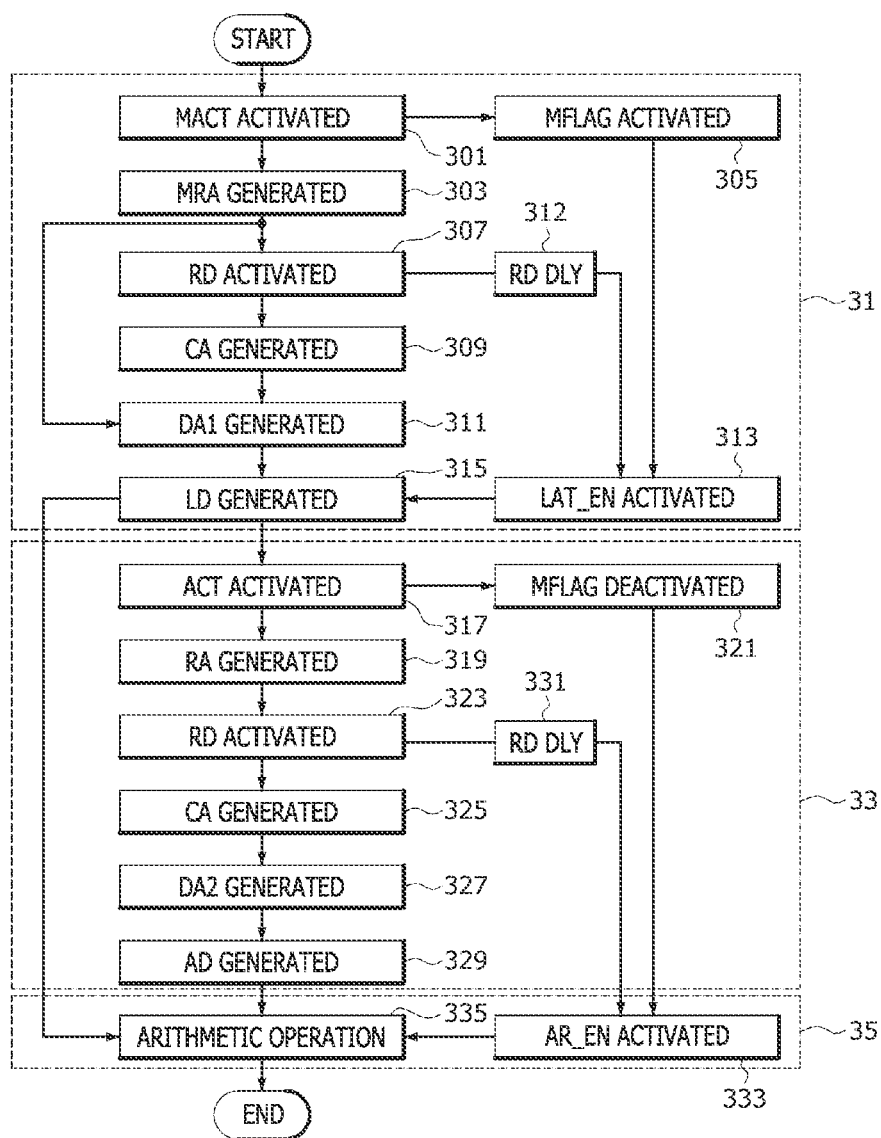 START
MACT ACTIVATED
MFLAG ACTIVATED
301
305
MRA GENERATED
303
307
312
RD ACTIVATED
RD DLY
31
CA GENERATED
309
DA1 GENERATED
311
315
313
LD GENERATED
LAT_EN ACTIVATED
ACT ACTIVATED
MFLAG DEACTIVATED
317
321
RA GENERATED
319
323
331
RD ACTIVATED
RD DLY
33
CA GENERATED
325
DA2 GENERATED
327
AD GENERATED
329
335
ARITHMETIC OPERATION
AR_EN ACTIVATED
35
333
END